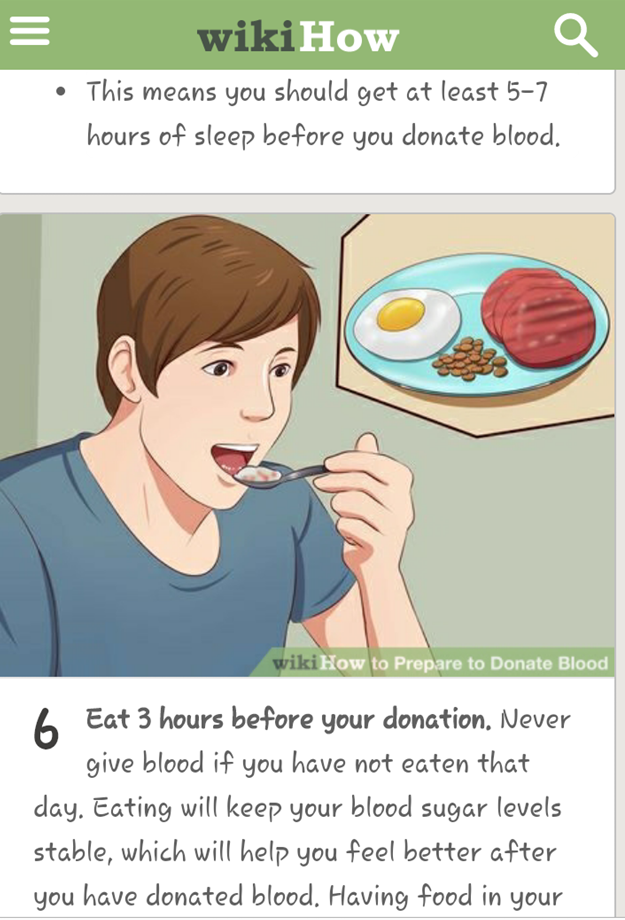 wikiHow
• This means you should get at least 5-7
hours of sleep before you donate blood.
wikiHow to Prepare to Donate Blood
6 Eat 3 hours before your donation. Never
give blood if you have not eaten that
day. Eating will keep your blood sugar levels
stable, which will help you feel better after
you have donated blood. Having food in your